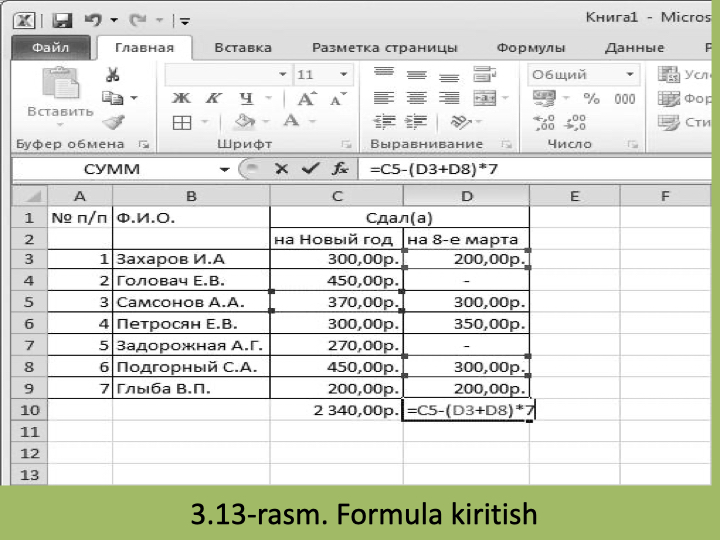 Книга1 - Micros
Файл Главная Вставка Разметка страницы Формулы Данные Р
11 Общий Усло
Вставить Ж К Ч A A % 000 Фор
A ,00 ,00 Сти
Буфер обмена Шрифт Выравнивание Число
СУММ fx =C5-(D3+D8)*7
A B C D E F
1 № п/п Ф.И.О. Сдал(а)
2 на Новый год на 8-е марта
3 1 Захаров И.А 300,00р. 200,00р.
4 2 Головач Е.В. 450,00р. -
5 3 Самсонов А.А. 370,00р. 300,00р.
6 4 Петросян Е.В. 300,00р. 350,00р.
7 5 Задорожная А.Г. 270,00р. -
8 6 Подгорный С.А. 450,00р. 300,00р.
9 7 Глыба В.П. 200,00р. 200,00р.
10 2 340,00р. =C5-(D3+D8)*7
11
12
13
3.13-rasm. Formula kiritish